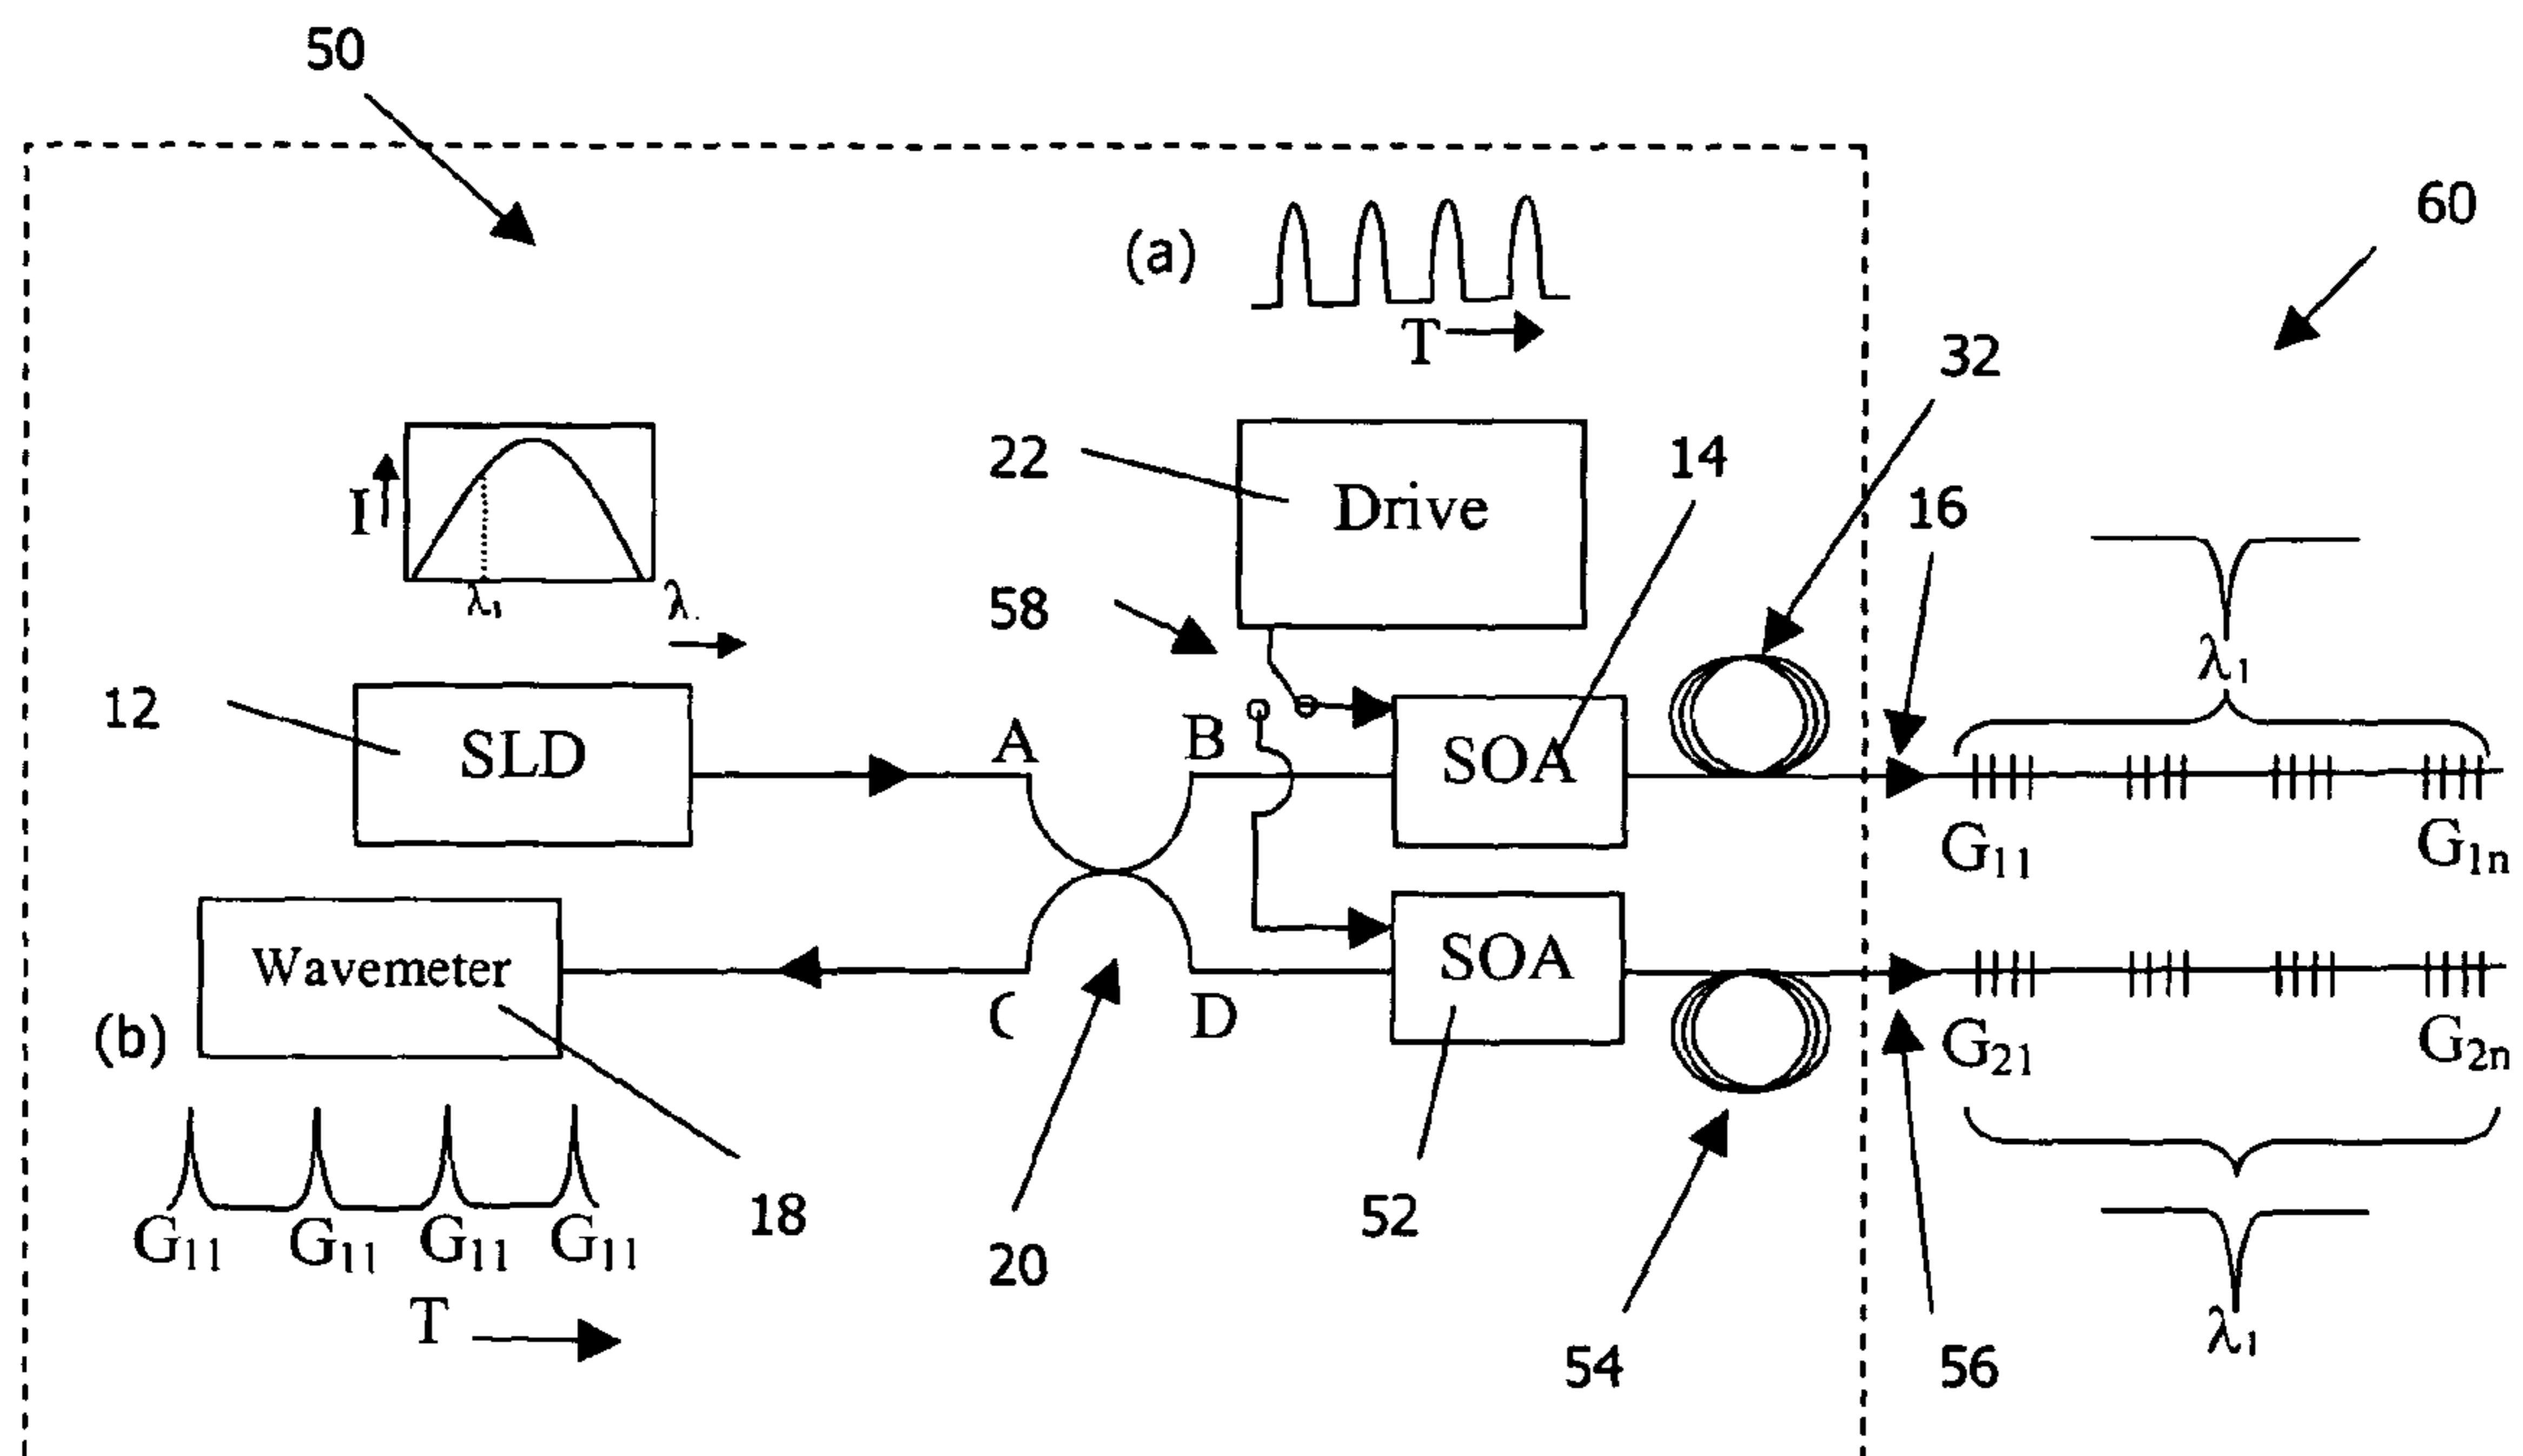 50
60
(a)
T
32
22
Drive
14
16
I
λ₁
λ
58
λ₁
12
SLD
A
B
SOA
G₁₁
G₁ₙ
Wavemeter
SOA
(b)
C
D
G₂₁
G₂ₙ
G₁₁ G₁₁ G₁₁ G₁₁
18
20
52
T
54
56
λ₁